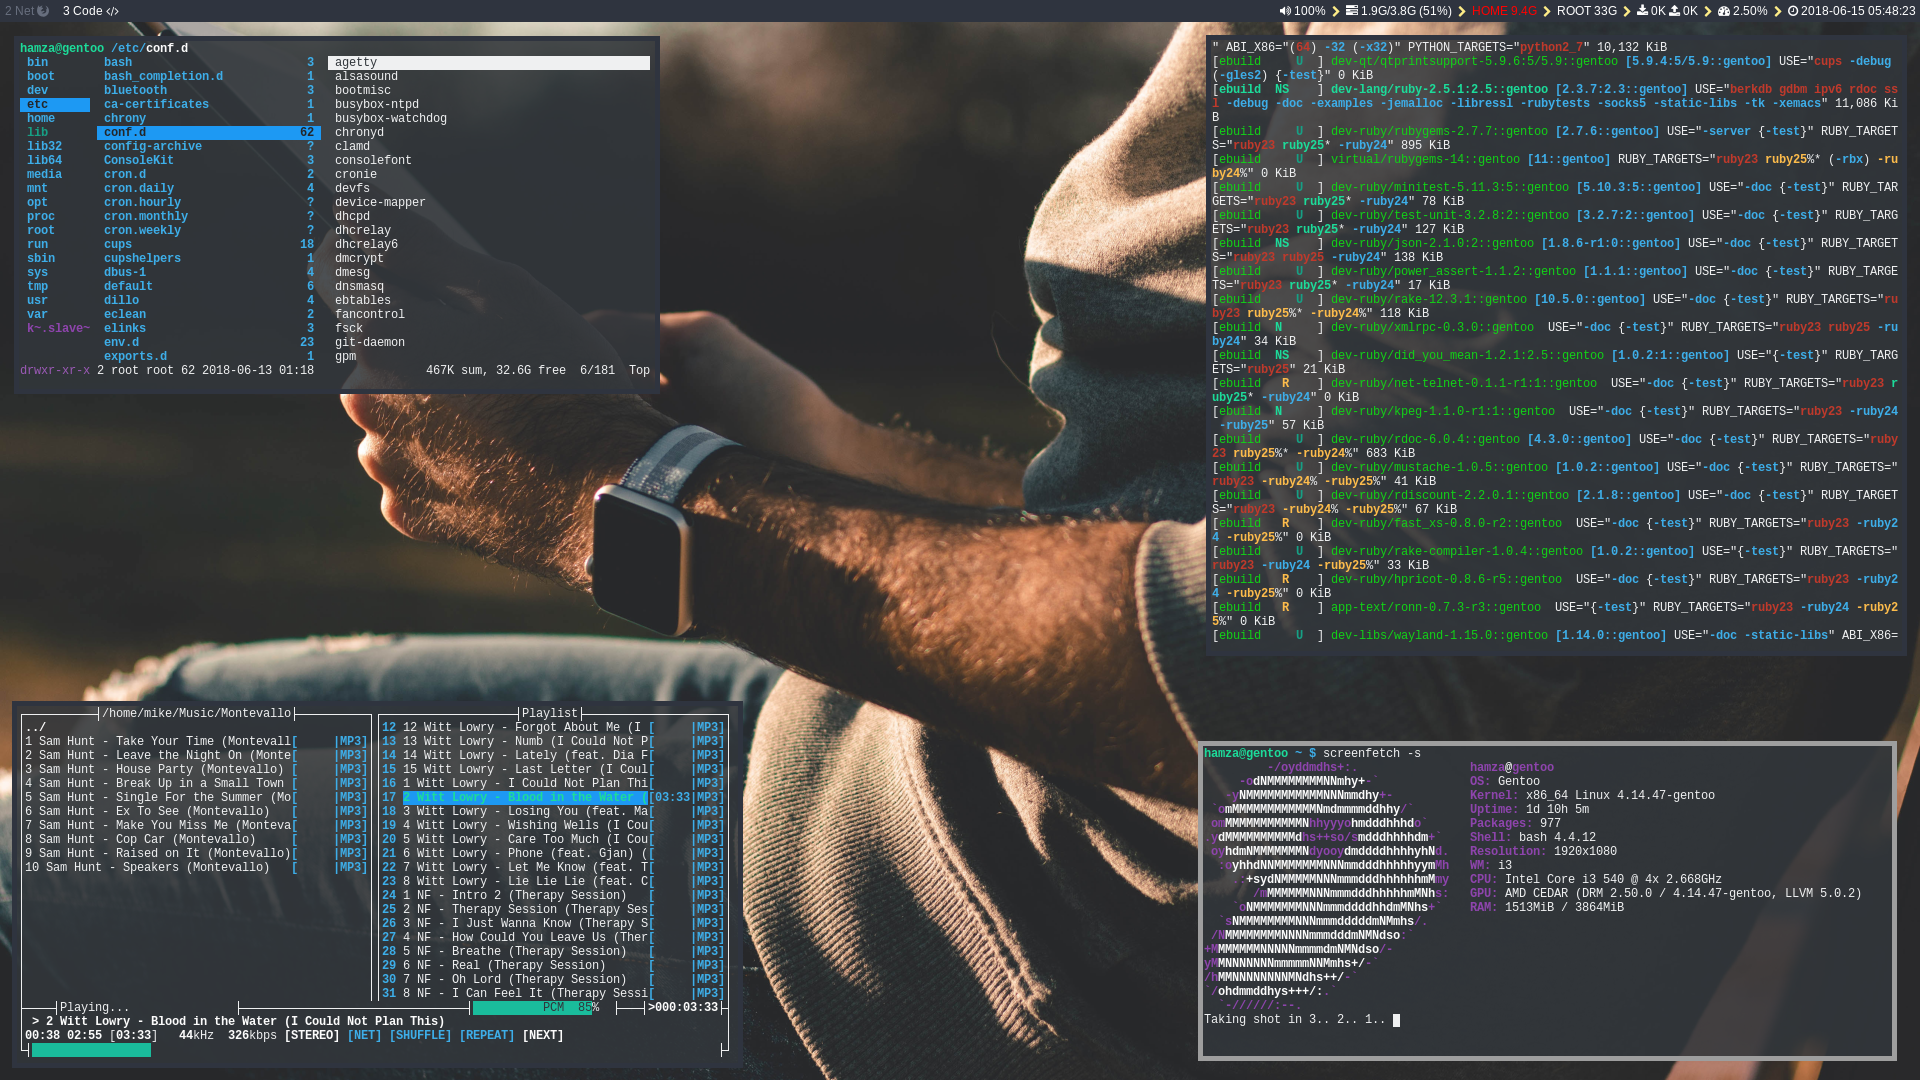 2 Net 3 Code </> 100% 1.9G/3.8G (51%) HOME 9.4G ROOT 33G 0K 0K 2.50% 2018-06-15 05:48:23
hamza@gentoo /etc/conf.d
bin bash 3 agetty
boot bash_completion.d 1 alsasound
dev bluetooth 3 bootmisc
etc ca-certificates 1 busybox-ntpd
home chrony 1 busybox-watchdog
lib conf.d 62 chronyd
lib32 config-archive ? clamd
lib64 ConsoleKit 3 consolefont
media cron.d 2 cronie
mnt cron.daily 4 devfs
opt cron.hourly ? device-mapper
proc cron.monthly ? dhcpd
root cron.weekly ? dhcrelay
run cups 18 dhcrelay6
sbin cupshelpers 1 dmcrypt
sys dbus-1 4 dmesg
tmp default 6 dnsmasq
usr dillo 4 ebtables
var eclean 2 fancontrol
k~.slave~ elinks 3 fsck
env.d 23 git-daemon
exports.d 1 gpm
drwxr-xr-x 2 root root 62 2018-06-13 01:18 467K sum, 32.6G free 6/181 Top
" ABI_X86="(64) -32 (-x32)" PYTHON_TARGETS="python2_7" 10,132 KiB
[ebuild U ] dev-qt/qtprintsupport-5.9.6:5/5.9::gentoo [5.9.4:5/5.9::gentoo] USE="cups -debug
(-gles2) {-test}" 0 KiB
[ebuild NS ] dev-lang/ruby-2.5.1:2.5::gentoo [2.3.7:2.3::gentoo] USE="berkdb gdbm ipv6 rdoc ss
l -debug -doc -examples -jemalloc -libressl -rubytests -socks5 -static-libs -tk -xemacs" 11,086 Ki
B
[ebuild U ] dev-ruby/rubygems-2.7.7::gentoo [2.7.6::gentoo] USE="-server {-test}" RUBY_TARGET
S="ruby23 ruby25* -ruby24" 895 KiB
[ebuild U ] virtual/rubygems-14::gentoo [11::gentoo] RUBY_TARGETS="ruby23 ruby25%* (-rbx) -ru
by24%" 0 KiB
[ebuild U ] dev-ruby/minitest-5.11.3:5::gentoo [5.10.3:5::gentoo] USE="-doc {-test}" RUBY_TAR
GETS="ruby23 ruby25* -ruby24" 78 KiB
[ebuild U ] dev-ruby/test-unit-3.2.8:2::gentoo [3.2.7:2::gentoo] USE="-doc {-test}" RUBY_TARG
ETS="ruby23 ruby25* -ruby24" 127 KiB
[ebuild NS ] dev-ruby/json-2.1.0:2::gentoo [1.8.6-r1:0::gentoo] USE="-doc {-test}" RUBY_TARGET
S="ruby23 ruby25 -ruby24" 138 KiB
[ebuild U ] dev-ruby/power_assert-1.1.2::gentoo [1.1.1::gentoo] USE="-doc {-test}" RUBY_TARGE
TS="ruby23 ruby25* -ruby24" 17 KiB
[ebuild U ] dev-ruby/rake-12.3.1::gentoo [10.5.0::gentoo] USE="-doc {-test}" RUBY_TARGETS="ru
by23 ruby25%* -ruby24%" 118 KiB
[ebuild N ] dev-ruby/xmlrpc-0.3.0::gentoo USE="-doc {-test}" RUBY_TARGETS="ruby23 ruby25 -ru
by24" 34 KiB
[ebuild NS ] dev-ruby/did_you_mean-1.2.1:2.5::gentoo [1.0.2:1::gentoo] USE="{-test}" RUBY_TARG
ETS="ruby25" 21 KiB
[ebuild R ] dev-ruby/net-telnet-0.1.1-r1:1::gentoo USE="-doc {-test}" RUBY_TARGETS="ruby23 r
uby25* -ruby24" 0 KiB
[ebuild N ] dev-ruby/kpeg-1.1.0-r1:1::gentoo USE="-doc {-test}" RUBY_TARGETS="ruby23 -ruby24
-ruby25" 57 KiB
[ebuild U ] dev-ruby/rdoc-6.0.4::gentoo [4.3.0::gentoo] USE="-doc {-test}" RUBY_TARGETS="ruby
23 ruby25%* -ruby24%" 683 KiB
[ebuild U ] dev-ruby/mustache-1.0.5::gentoo [1.0.2::gentoo] USE="-doc {-test}" RUBY_TARGETS="
ruby23 -ruby24% -ruby25%" 41 KiB
[ebuild U ] dev-ruby/rdiscount-2.2.0.1::gentoo [2.1.8::gentoo] USE="-doc {-test}" RUBY_TARGET
S="ruby23 -ruby24% -ruby25%" 67 KiB
[ebuild R ] dev-ruby/fast_xs-0.8.0-r2::gentoo USE="-doc {-test}" RUBY_TARGETS="ruby23 -ruby2
4 -ruby25%" 0 KiB
[ebuild U ] dev-ruby/rake-compiler-1.0.4::gentoo [1.0.2::gentoo] USE="{-test}" RUBY_TARGETS="
ruby23 -ruby24 -ruby25%" 33 KiB
[ebuild R ] dev-ruby/hpricot-0.8.6-r5::gentoo USE="-doc {-test}" RUBY_TARGETS="ruby23 -ruby2
4 -ruby25%" 0 KiB
[ebuild R ] app-text/ronn-0.7.3-r3::gentoo USE="{-test}" RUBY_TARGETS="ruby23 -ruby24 -ruby2
5%" 0 KiB
[ebuild U ] dev-libs/wayland-1.15.0::gentoo [1.14.0::gentoo] USE="-doc -static-libs" ABI_X86=
/home/mike/Music/Montevallo
../
1 Sam Hunt - Take Your Time (Montevall[ |MP3]
2 Sam Hunt - Leave the Night On (Monte[ |MP3]
3 Sam Hunt - House Party (Montevallo) [ |MP3]
4 Sam Hunt - Break Up in a Small Town [ |MP3]
5 Sam Hunt - Single For the Summer (Mo[ |MP3]
6 Sam Hunt - Ex To See (Montevallo) [ |MP3]
7 Sam Hunt - Make You Miss Me (Monteva[ |MP3]
8 Sam Hunt - Cop Car (Montevallo) [ |MP3]
9 Sam Hunt - Raised on It (Montevallo)[ |MP3]
10 Sam Hunt - Speakers (Montevallo) [ |MP3]
Playlist
12 12 Witt Lowry - Forgot About Me (I [ |MP3]
13 13 Witt Lowry - Numb (I Could Not P[ |MP3]
14 14 Witt Lowry - Lately (feat. Dia F[ |MP3]
15 15 Witt Lowry - Last Letter (I Coul[ |MP3]
16 1 Witt Lowry - I Could Not Plan Thi[ |MP3]
17 2 Witt Lowry - Blood in the Water ([03:33|MP3]
18 3 Witt Lowry - Losing You (feat. Ma[ |MP3]
19 4 Witt Lowry - Wishing Wells (I Cou[ |MP3]
20 5 Witt Lowry - Care Too Much (I Cou[ |MP3]
21 6 Witt Lowry - Phone (feat. Gjan) ([ |MP3]
22 7 Witt Lowry - Let Me Know (feat. T[ |MP3]
23 8 Witt Lowry - Lie Lie Lie (feat. C[ |MP3]
24 1 NF - Intro 2 (Therapy Session) [ |MP3]
25 2 NF - Therapy Session (Therapy Ses[ |MP3]
26 3 NF - I Just Wanna Know (Therapy S[ |MP3]
27 4 NF - How Could You Leave Us (Ther[ |MP3]
28 5 NF - Breathe (Therapy Session) [ |MP3]
29 6 NF - Real (Therapy Session) [ |MP3]
30 7 NF - Oh Lord (Therapy Session) [ |MP3]
31 8 NF - I Can Feel It (Therapy Sessi[ |MP3]
Playing... PCM 85% >000:03:33
> 2 Witt Lowry - Blood in the Water (I Could Not Plan This)
00:38 02:55 [03:33] 44kHz 326kbps [STEREO] [NET] [SHUFFLE] [REPEAT] [NEXT]
hamza@gentoo ~ $ screenfetch -s
hamza@gentoo
OS: Gentoo
Kernel: x86_64 Linux 4.14.47-gentoo
Uptime: 1d 10h 5m
Packages: 977
Shell: bash 4.4.12
Resolution: 1920x1080
WM: i3
CPU: Intel Core i3 540 @ 4x 2.668GHz
GPU: AMD CEDAR (DRM 2.50.0 / 4.14.47-gentoo, LLVM 5.0.2)
RAM: 1513MiB / 3864MiB
Taking shot in 3.. 2.. 1..